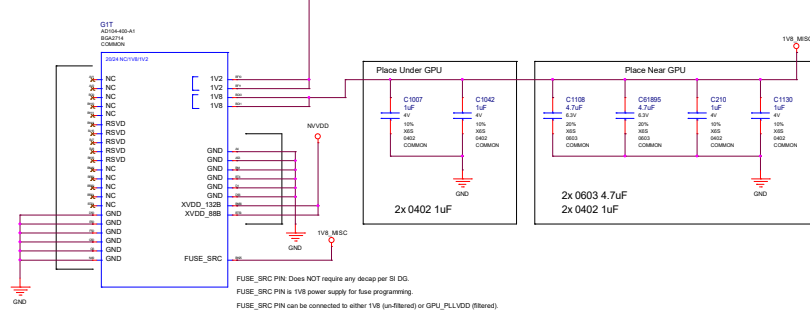 G1T
AD104-400-A1
BGA2714
COMMON
20/24 NC/1V8/1V2
NC
NC
NC
NC
NC
RSVD
RSVD
RSVD
RSVD
RSVD
NC
NC
NC
NC
NC
GND
GND
GND
GND
GND
GND
1V2
1V2
1V8
1V8
GND
GND
GND
GND
GND
GND
XVDD_132B
XVDD_88B
FUSE_SRC
NVVDD
GND
1V8_MISC
GND
Place Under GPU
C1007
1uF
4V
10%
X6S
0402
COMMON
C1042
1uF
4V
10%
X6S
0402
COMMON
GND
2x 0402 1uF
Place Near GPU
1V8_MISC
C1108
4.7uF
6.3V
20%
X6S
0603
COMMON
C61895
4.7uF
6.3V
20%
X6S
0603
COMMON
C210
1uF
4V
10%
X6S
0402
COMMON
C1130
1uF
4V
10%
X6S
0402
COMMON
GND
2x 0603 4.7uF
2x 0402 1uF
FUSE_SRC PIN: Does NOT require any decap per SI DG.
FUSE_SRC PIN is 1V8 power supply for fuse programming.
FUSE_SRC PIN can be connected to either 1V8 (un-filtered) or GPU_PLLVDD (filtered).